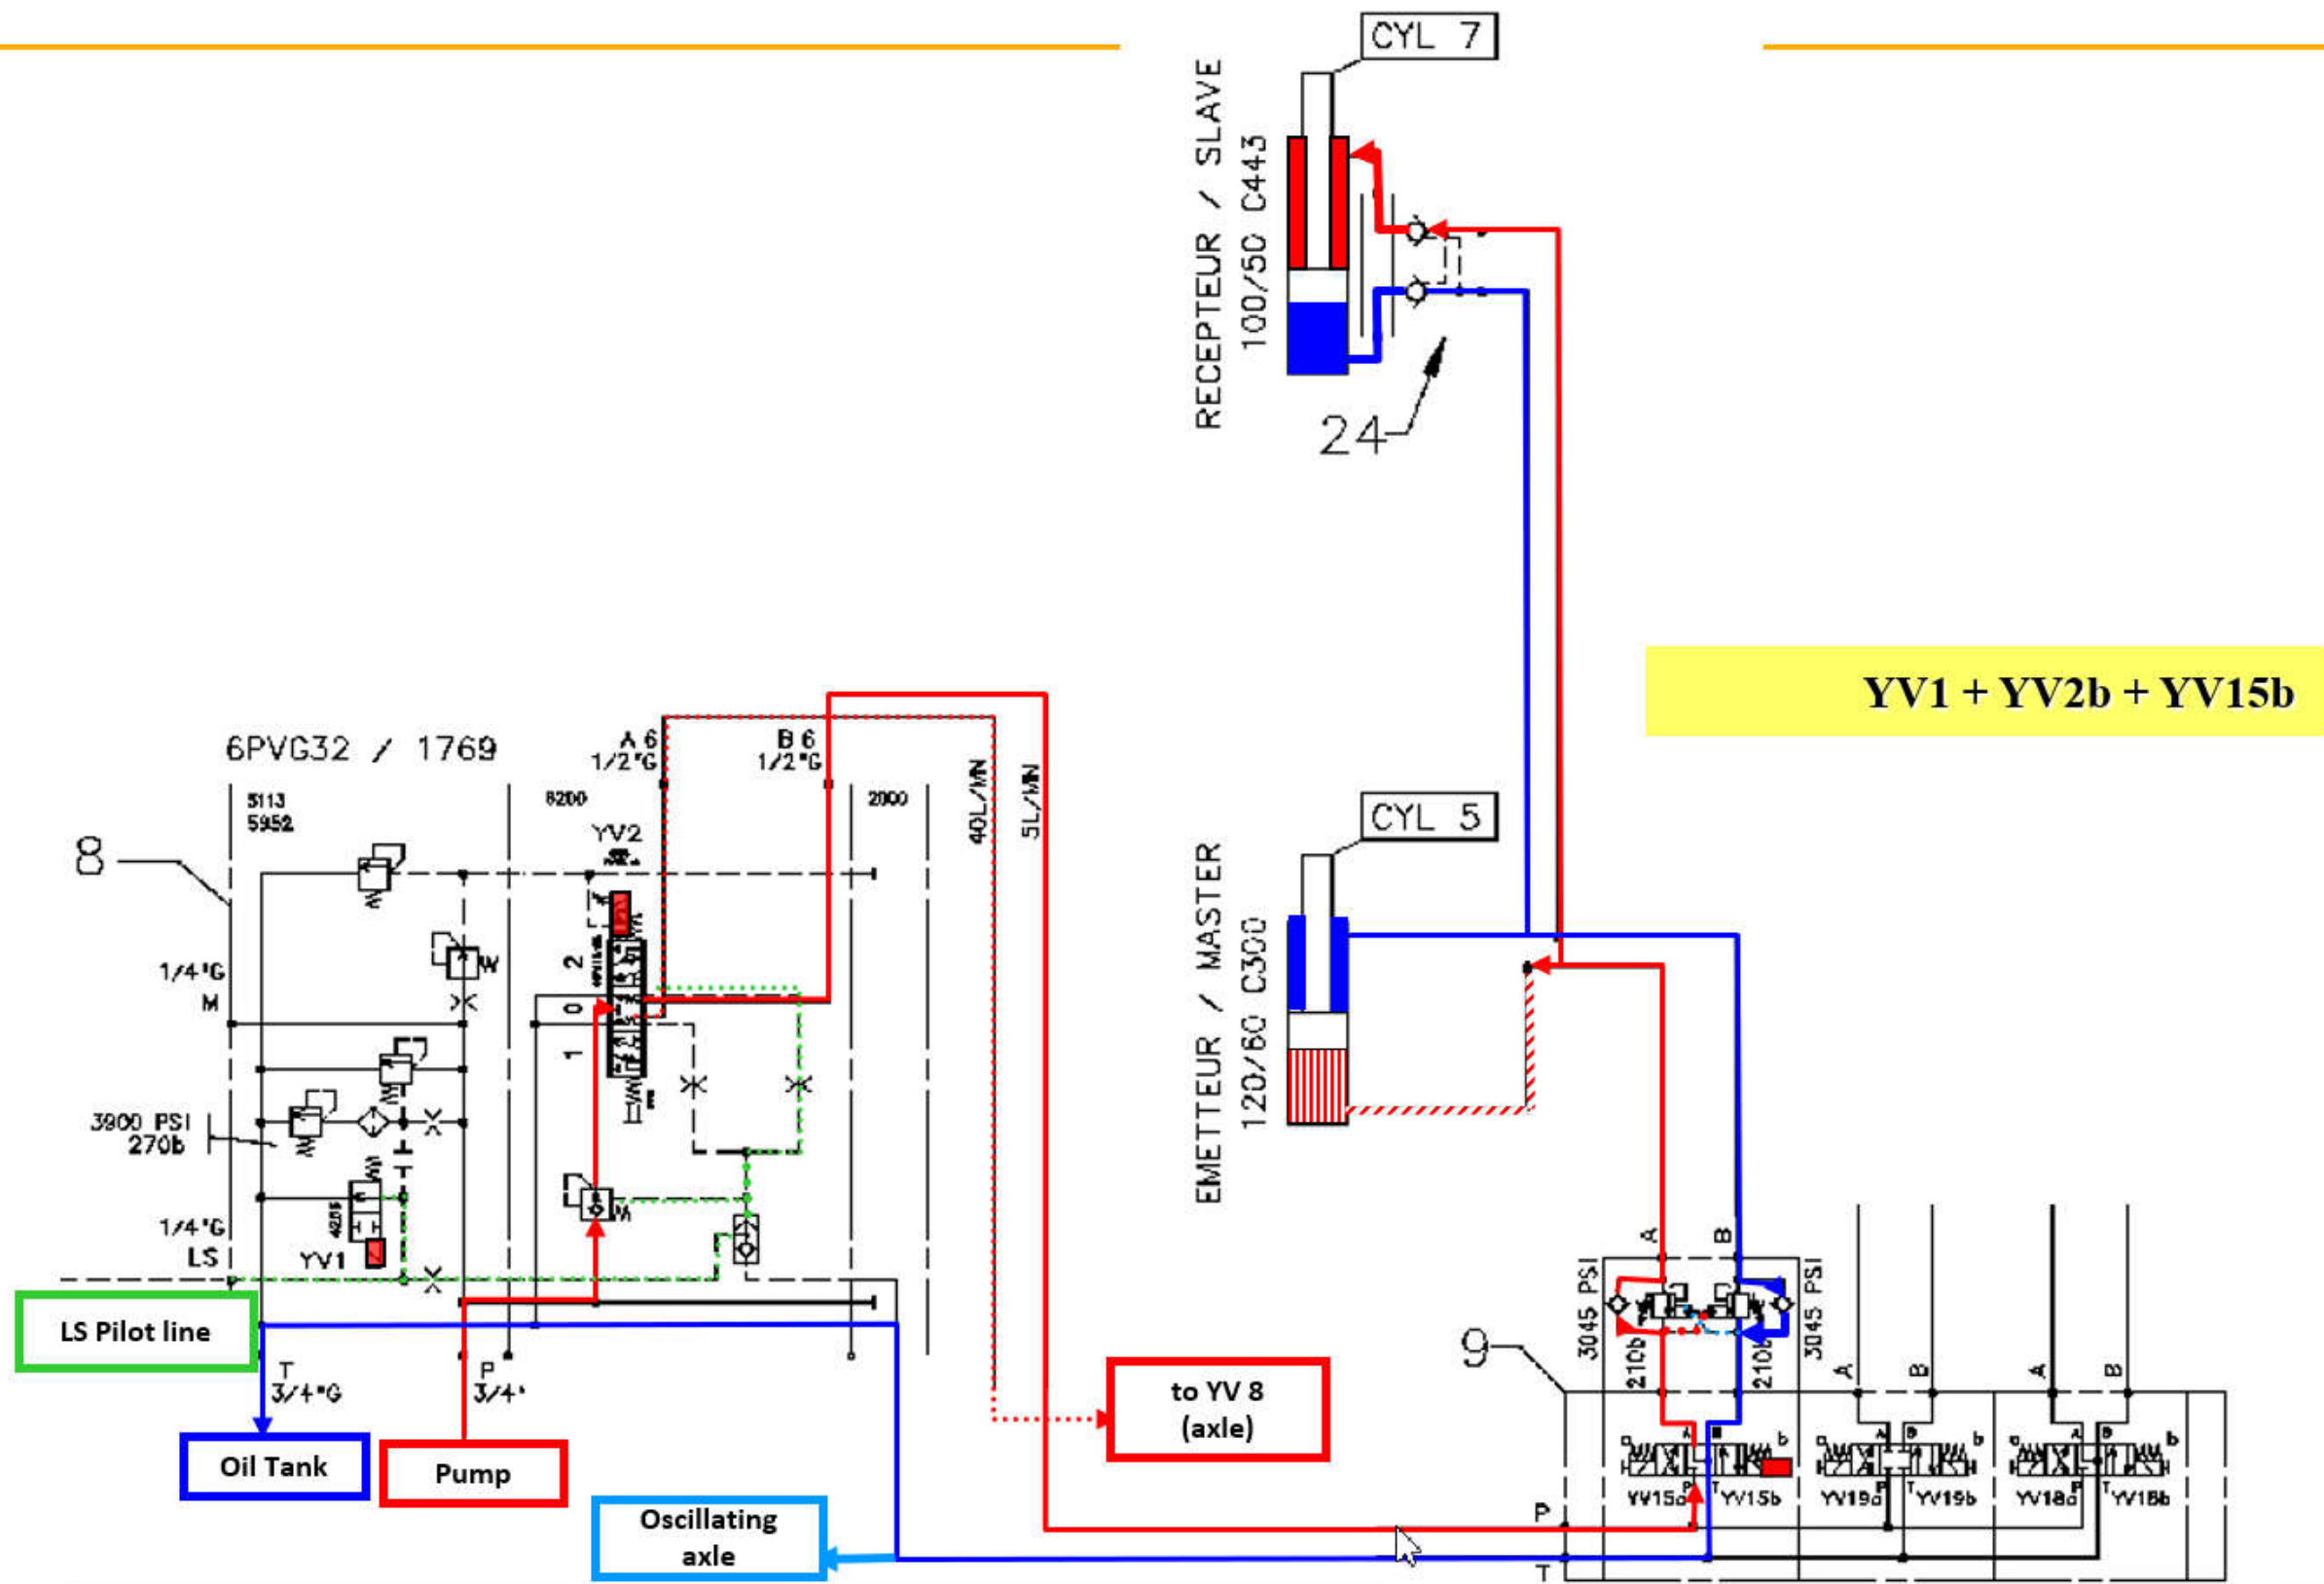 CYL 7
RECEPTEUR / SLAVE
100/50 C443
24
YV1 + YV2b + YV15b
6PVG32 / 1769
A 6
1/2"G
B 6
1/2"G
5113
5952
6200
2000
40L/MN
5L/MN
YV2
8
CYL 5
EMETTEUR / MASTER
120/60 C300
2
0
1
1/4"G
M
3900 PSI
270b
1/4"G
LS
YV1
LS Pilot line
T
3/4"G
P
3/4"
Oil Tank
Pump
to YV 8
(axle)
Oscillating
axle
A
B
3045 PSI
210b
210b
3045 PSI
9
A
B
A
B
a
A
b
a
A
B
b
a
A
B
b
YV15a
P
T
YV15b
YV19a
P
T
YV19b
YV18a
P
T
YV18b
P
T